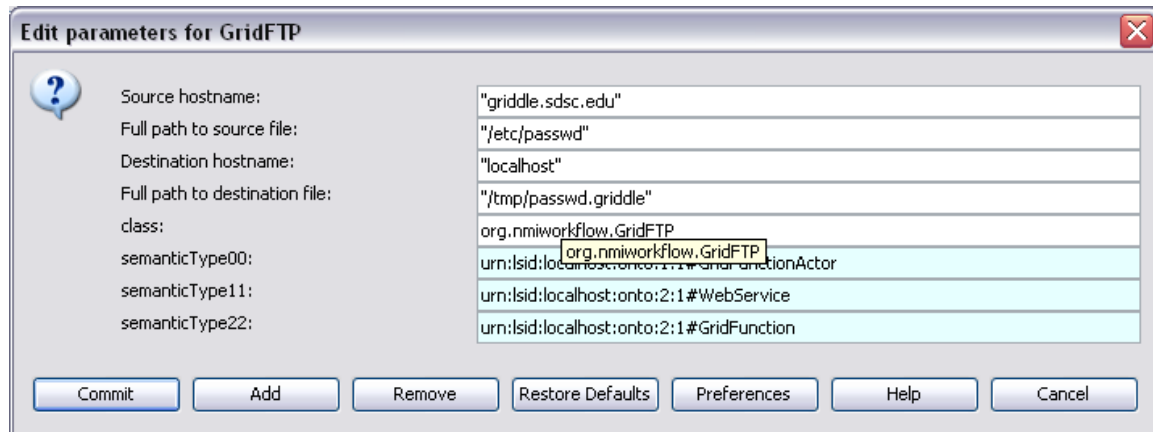 Edit parameters for GridFTP
Source hostname: "griddle.sdsc.edu"
Full path to source file: "/etc/passwd"
Destination hostname: "localhost"
Full path to destination file: "/tmp/passwd.griddle"
class: org.nmiworkflow.GridFTP
org.nmiworkflow.GridFTP
semanticType00: urn:lsid:localhost:onto:1:1#GridFunctionActor
semanticType11: urn:lsid:localhost:onto:2:1#WebService
semanticType22: urn:lsid:localhost:onto:2:1#GridFunction
Commit Add Remove Restore Defaults Preferences Help Cancel